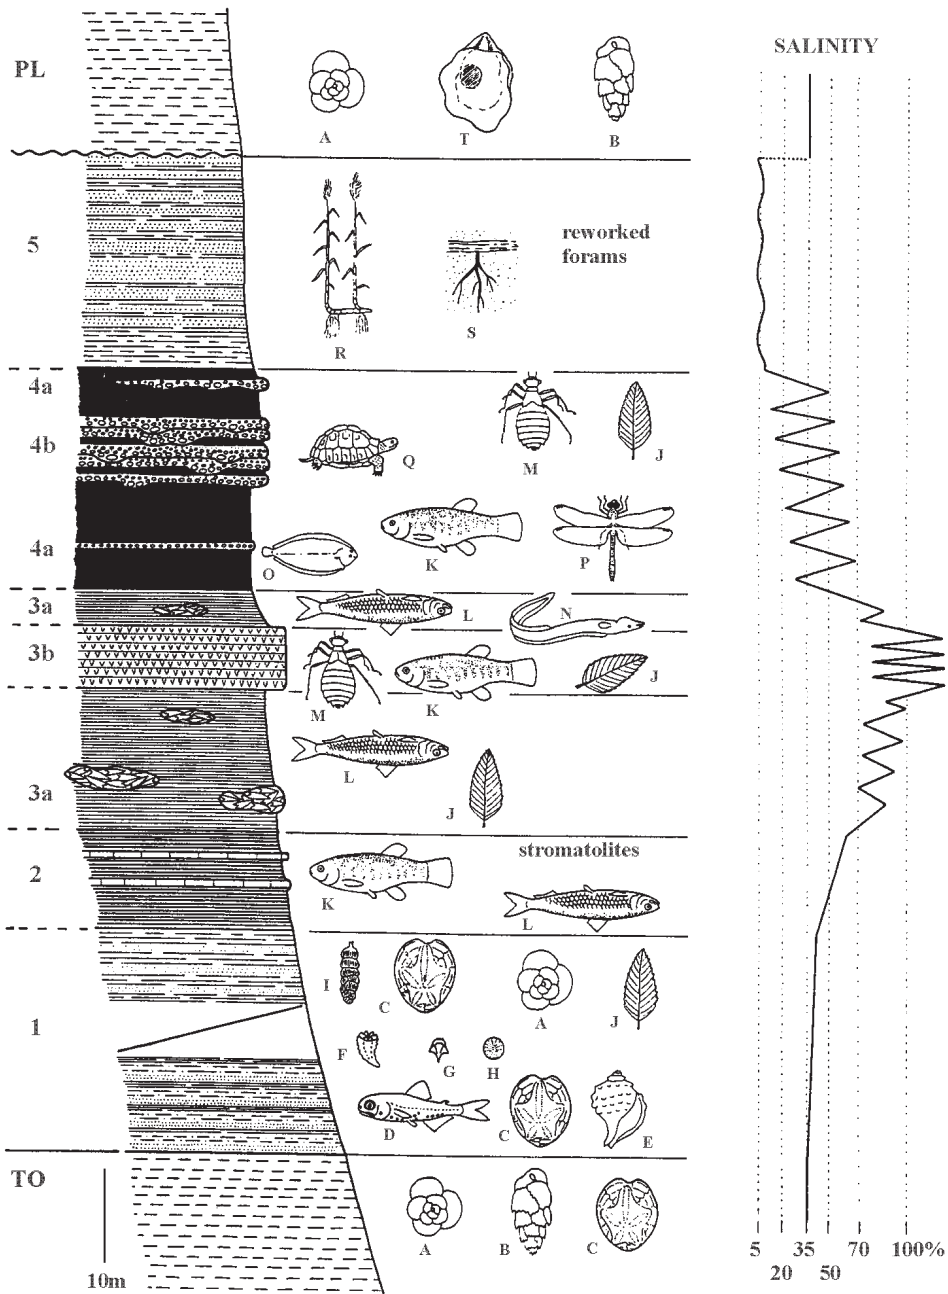 SALINITY
PL
A
T
B
5
reworked
forams
R
S
4a
4b
Q
M
J
4a
O
K
P
3a
L
N
3b
M
K
J
3a
L
J
2
stromatolites
K
L
1
I
C
A
J
F
G
H
D
C
E
TO
A
B
C
10m
5 35 70 100%
20 50